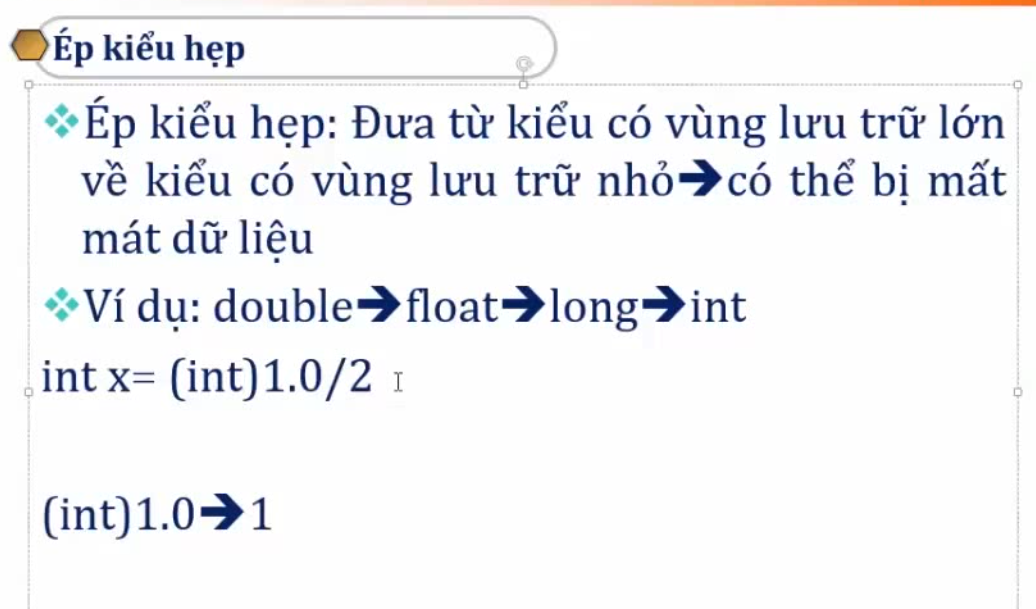 Ép kiểu hẹp
Ép kiểu hẹp: Đưa từ kiểu có vùng lưu trữ lớn
về kiểu có vùng lưu trữ nhỏ➔có thể bị mất
mát dữ liệu
Ví dụ: double➔float➔long➔int
int x= (int)1.0/2
(int)1.0➔1